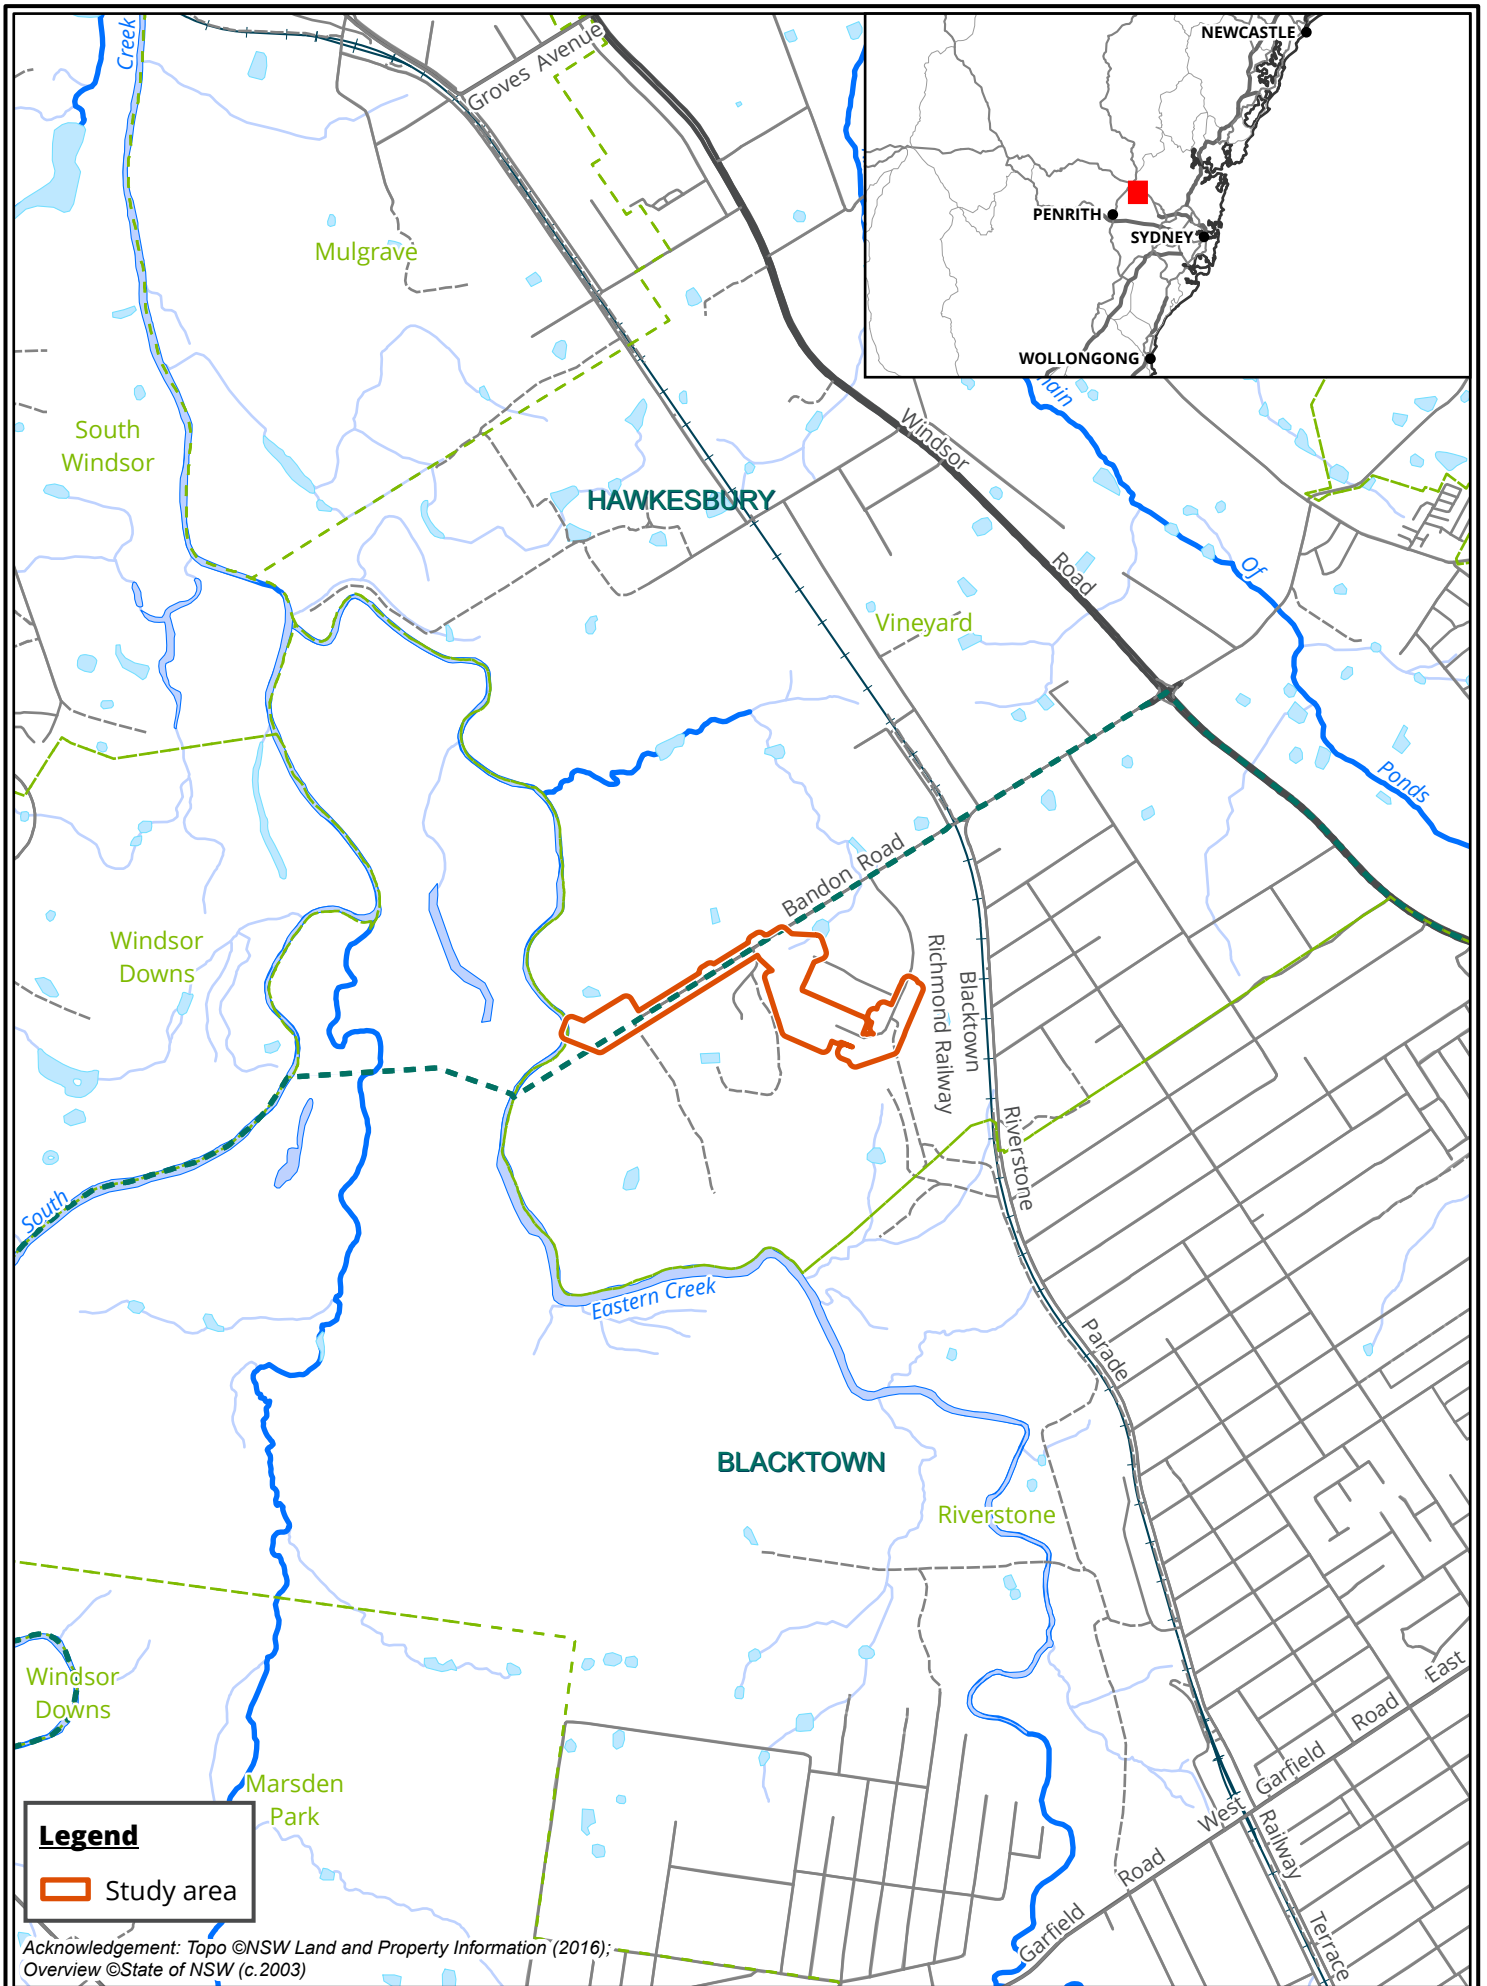 Creek
Groves Avenue
NEWCASTLE
PENRITH
SYDNEY
WOLLONGONG
Mulgrave
South
Windsor
HAWKESBURY
Windsor
Road
Of
Ponds
Vineyard
Bandon Road
Windsor
Downs
Richmond Railway
Blacktown
Riverstone
Parade
South
Eastern Creek
BLACKTOWN
Riverstone
Windsor
Downs
Marsden
Park
Garfield Road West
Garfield Road East
Railway
Terrace
Legend
Study area
Acknowledgement: Topo ©NSW Land and Property Information (2016);
Overview ©State of NSW (c.2003)